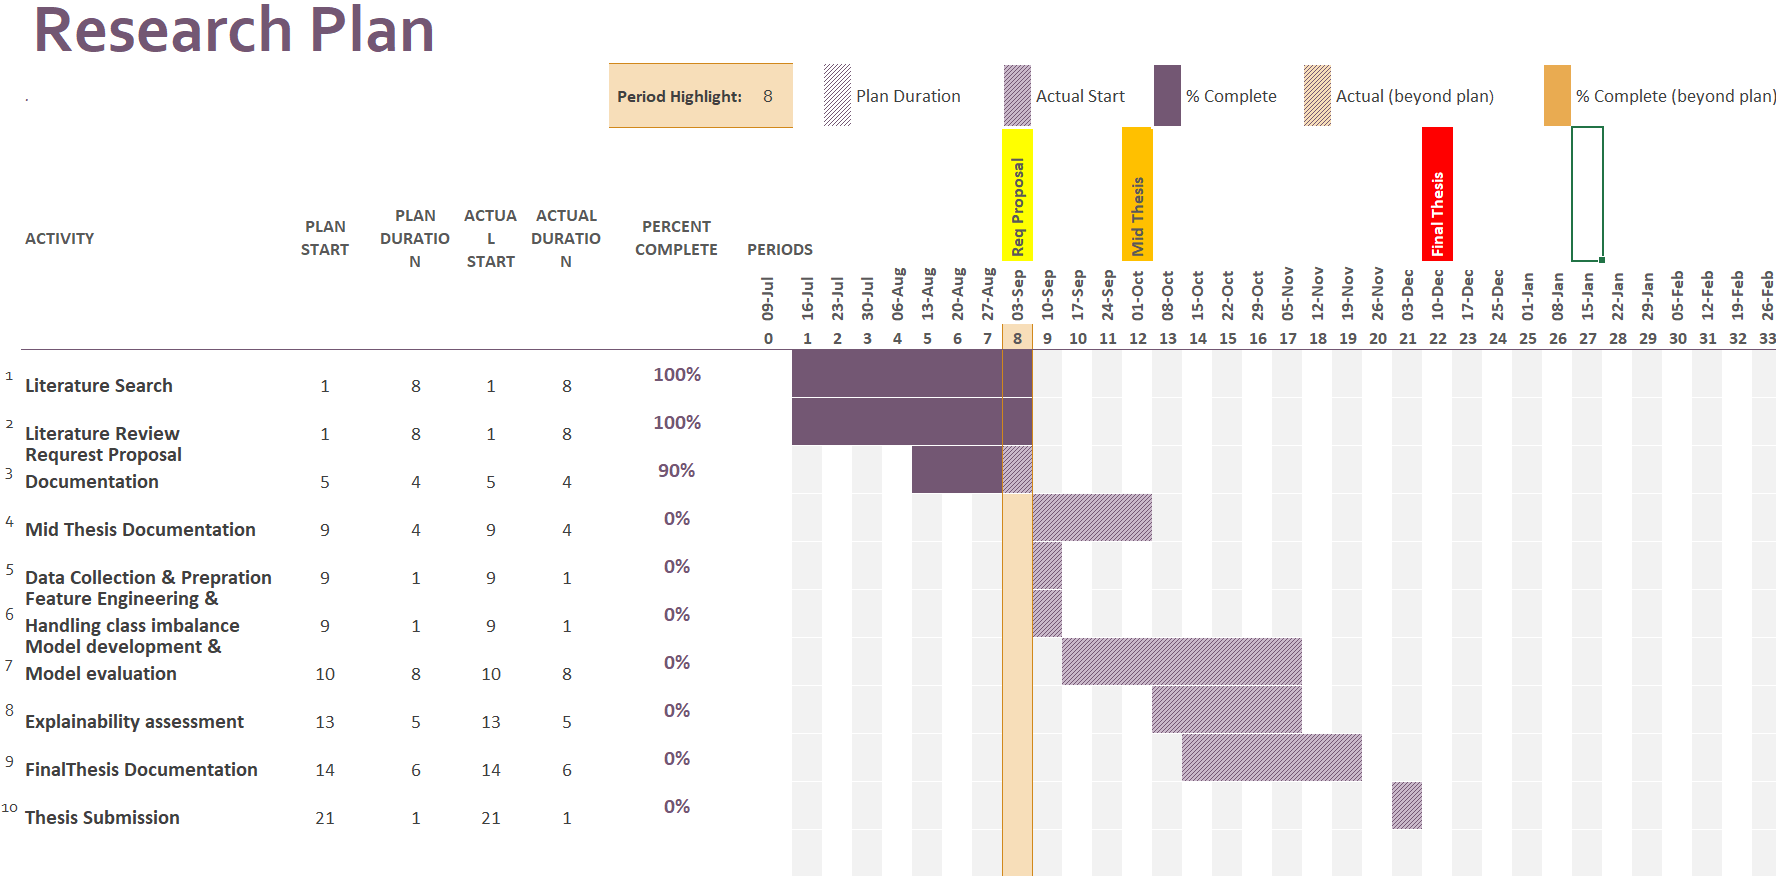 Research Plan
.
Period Highlight: 8 Plan Duration Actual Start % Complete Actual (beyond plan) % Complete (beyond plan)
Req Proposal
Mid Thesis
Final Thesis
ACTIVITY
PLAN
START
PLAN
DURATIO
N
ACTUA
L
START
ACTUAL
DURATIO
N
PERCENT
COMPLETE
PERIODS
09-Jul 16-Jul 23-Jul 30-Jul 06-Aug 13-Aug 20-Aug 27-Aug 03-Sep 10-Sep 17-Sep 24-Sep 01-Oct 08-Oct 15-Oct 22-Oct 29-Oct 05-Nov 12-Nov 19-Nov 26-Nov 03-Dec 10-Dec 17-Dec 25-Dec 01-Jan 08-Jan 15-Jan 22-Jan 29-Jan 05-Feb 12-Feb 19-Feb 26-Feb
0 1 2 3 4 5 6 7 8 9 10 11 12 13 14 15 16 17 18 19 20 21 22 23 24 25 26 27 28 29 30 31 32 33
1 Literature Search 1 8 1 8 100%
2 Literature Review 1 8 1 8 100%
Requrest Proposal
3 Documentation 5 4 5 4 90%
4 Mid Thesis Documentation 9 4 9 4 0%
5 Data Collection & Prepration 9 1 9 1 0%
Feature Engineering &
6 Handling class imbalance 9 1 9 1 0%
Model development &
7 Model evaluation 10 8 10 8 0%
8 Explainability assessment 13 5 13 5 0%
9 FinalThesis Documentation 14 6 14 6 0%
10 Thesis Submission 21 1 21 1 0%